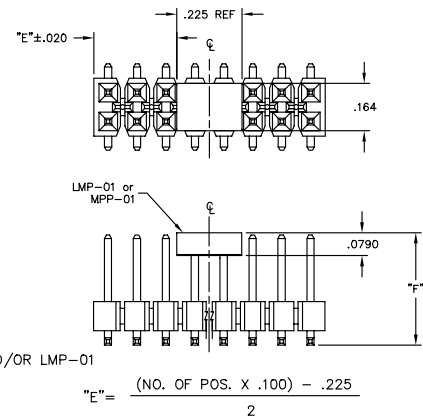 .225 REF
"E"±.020
℄
.164
LMP-01 or
MPP-01
℄
.0790
"F"
D/OR LMP-01
"E"= (NO. OF POS. X .100) - .225
2